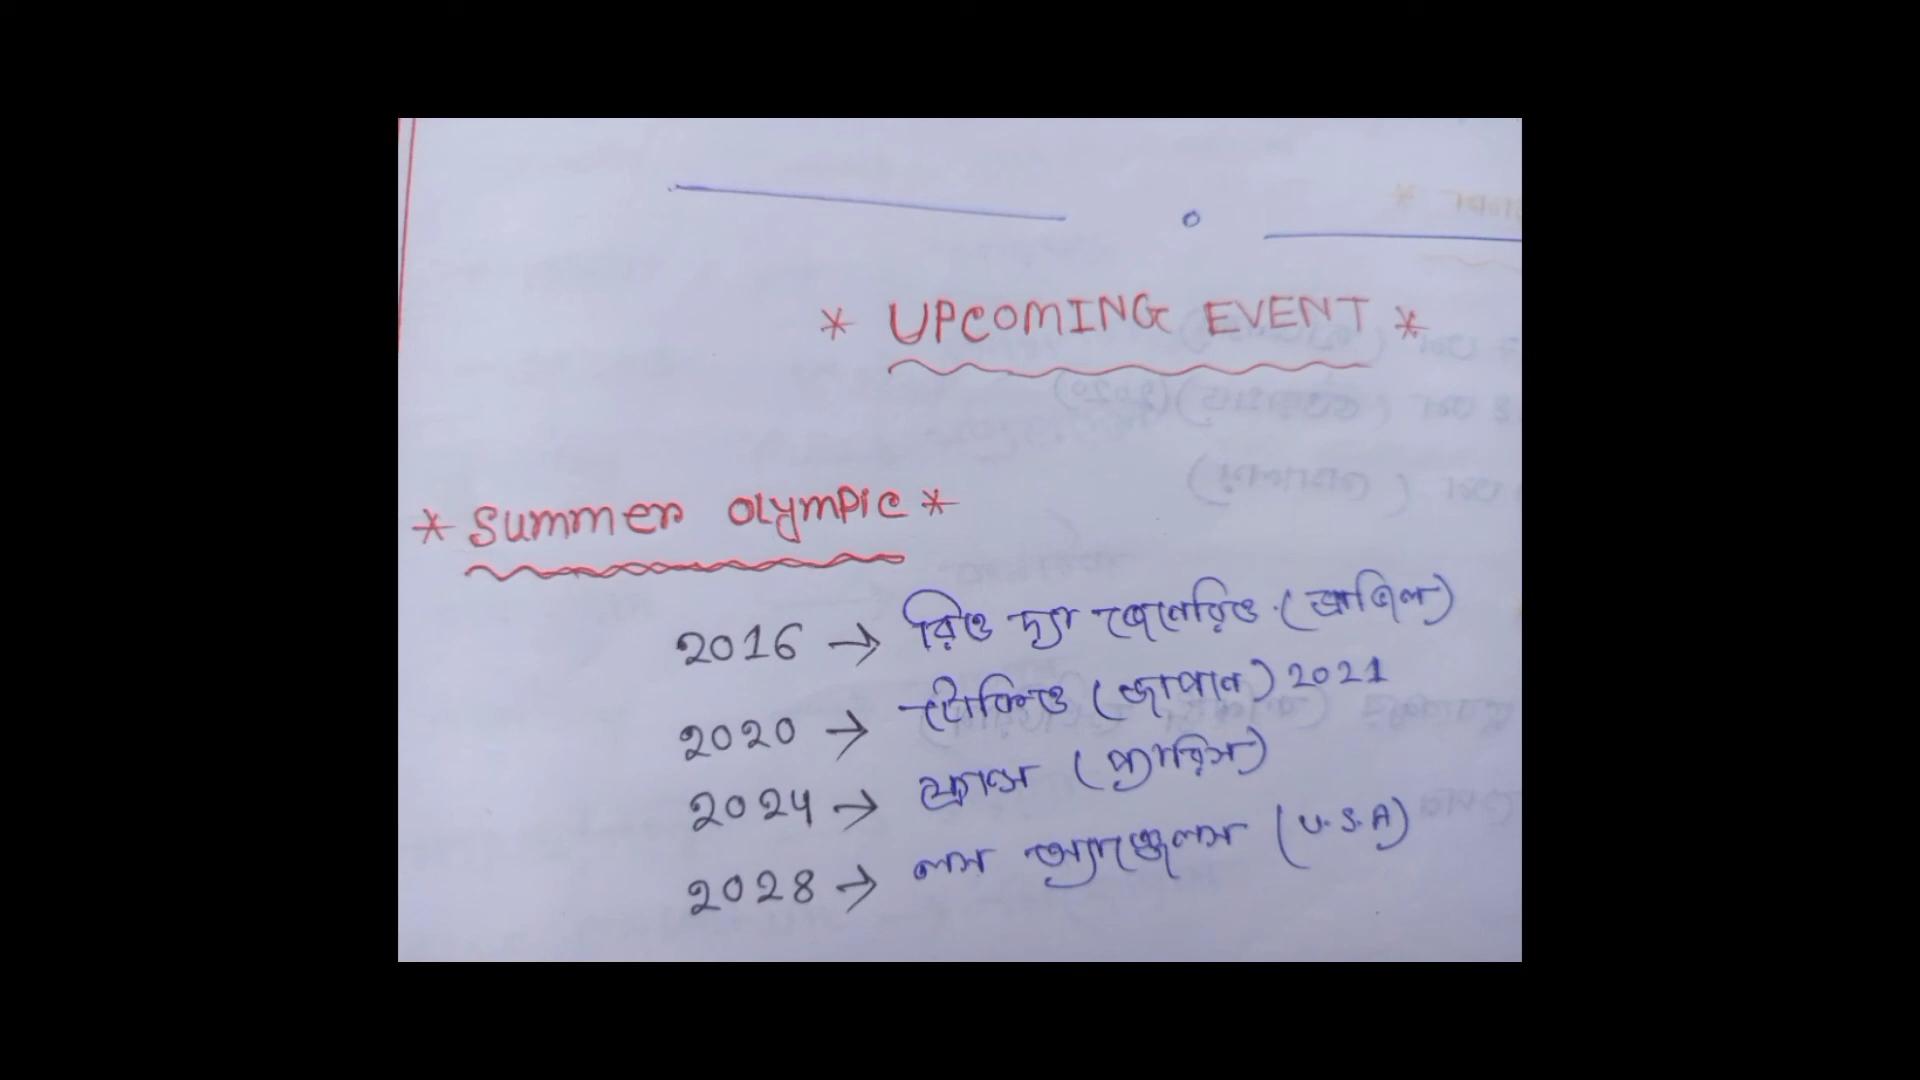 * UPCOMING EVENT *
* Summer Olympic *
2016 → রিও দ্যা জেনেরিও (ব্রাজিল)
2020 → টোকিও (জাপান) 2021
2024 → ফ্রান্স (প্যারিস)
2028 → লস অ্যাঞ্জেলস (U.S.A)